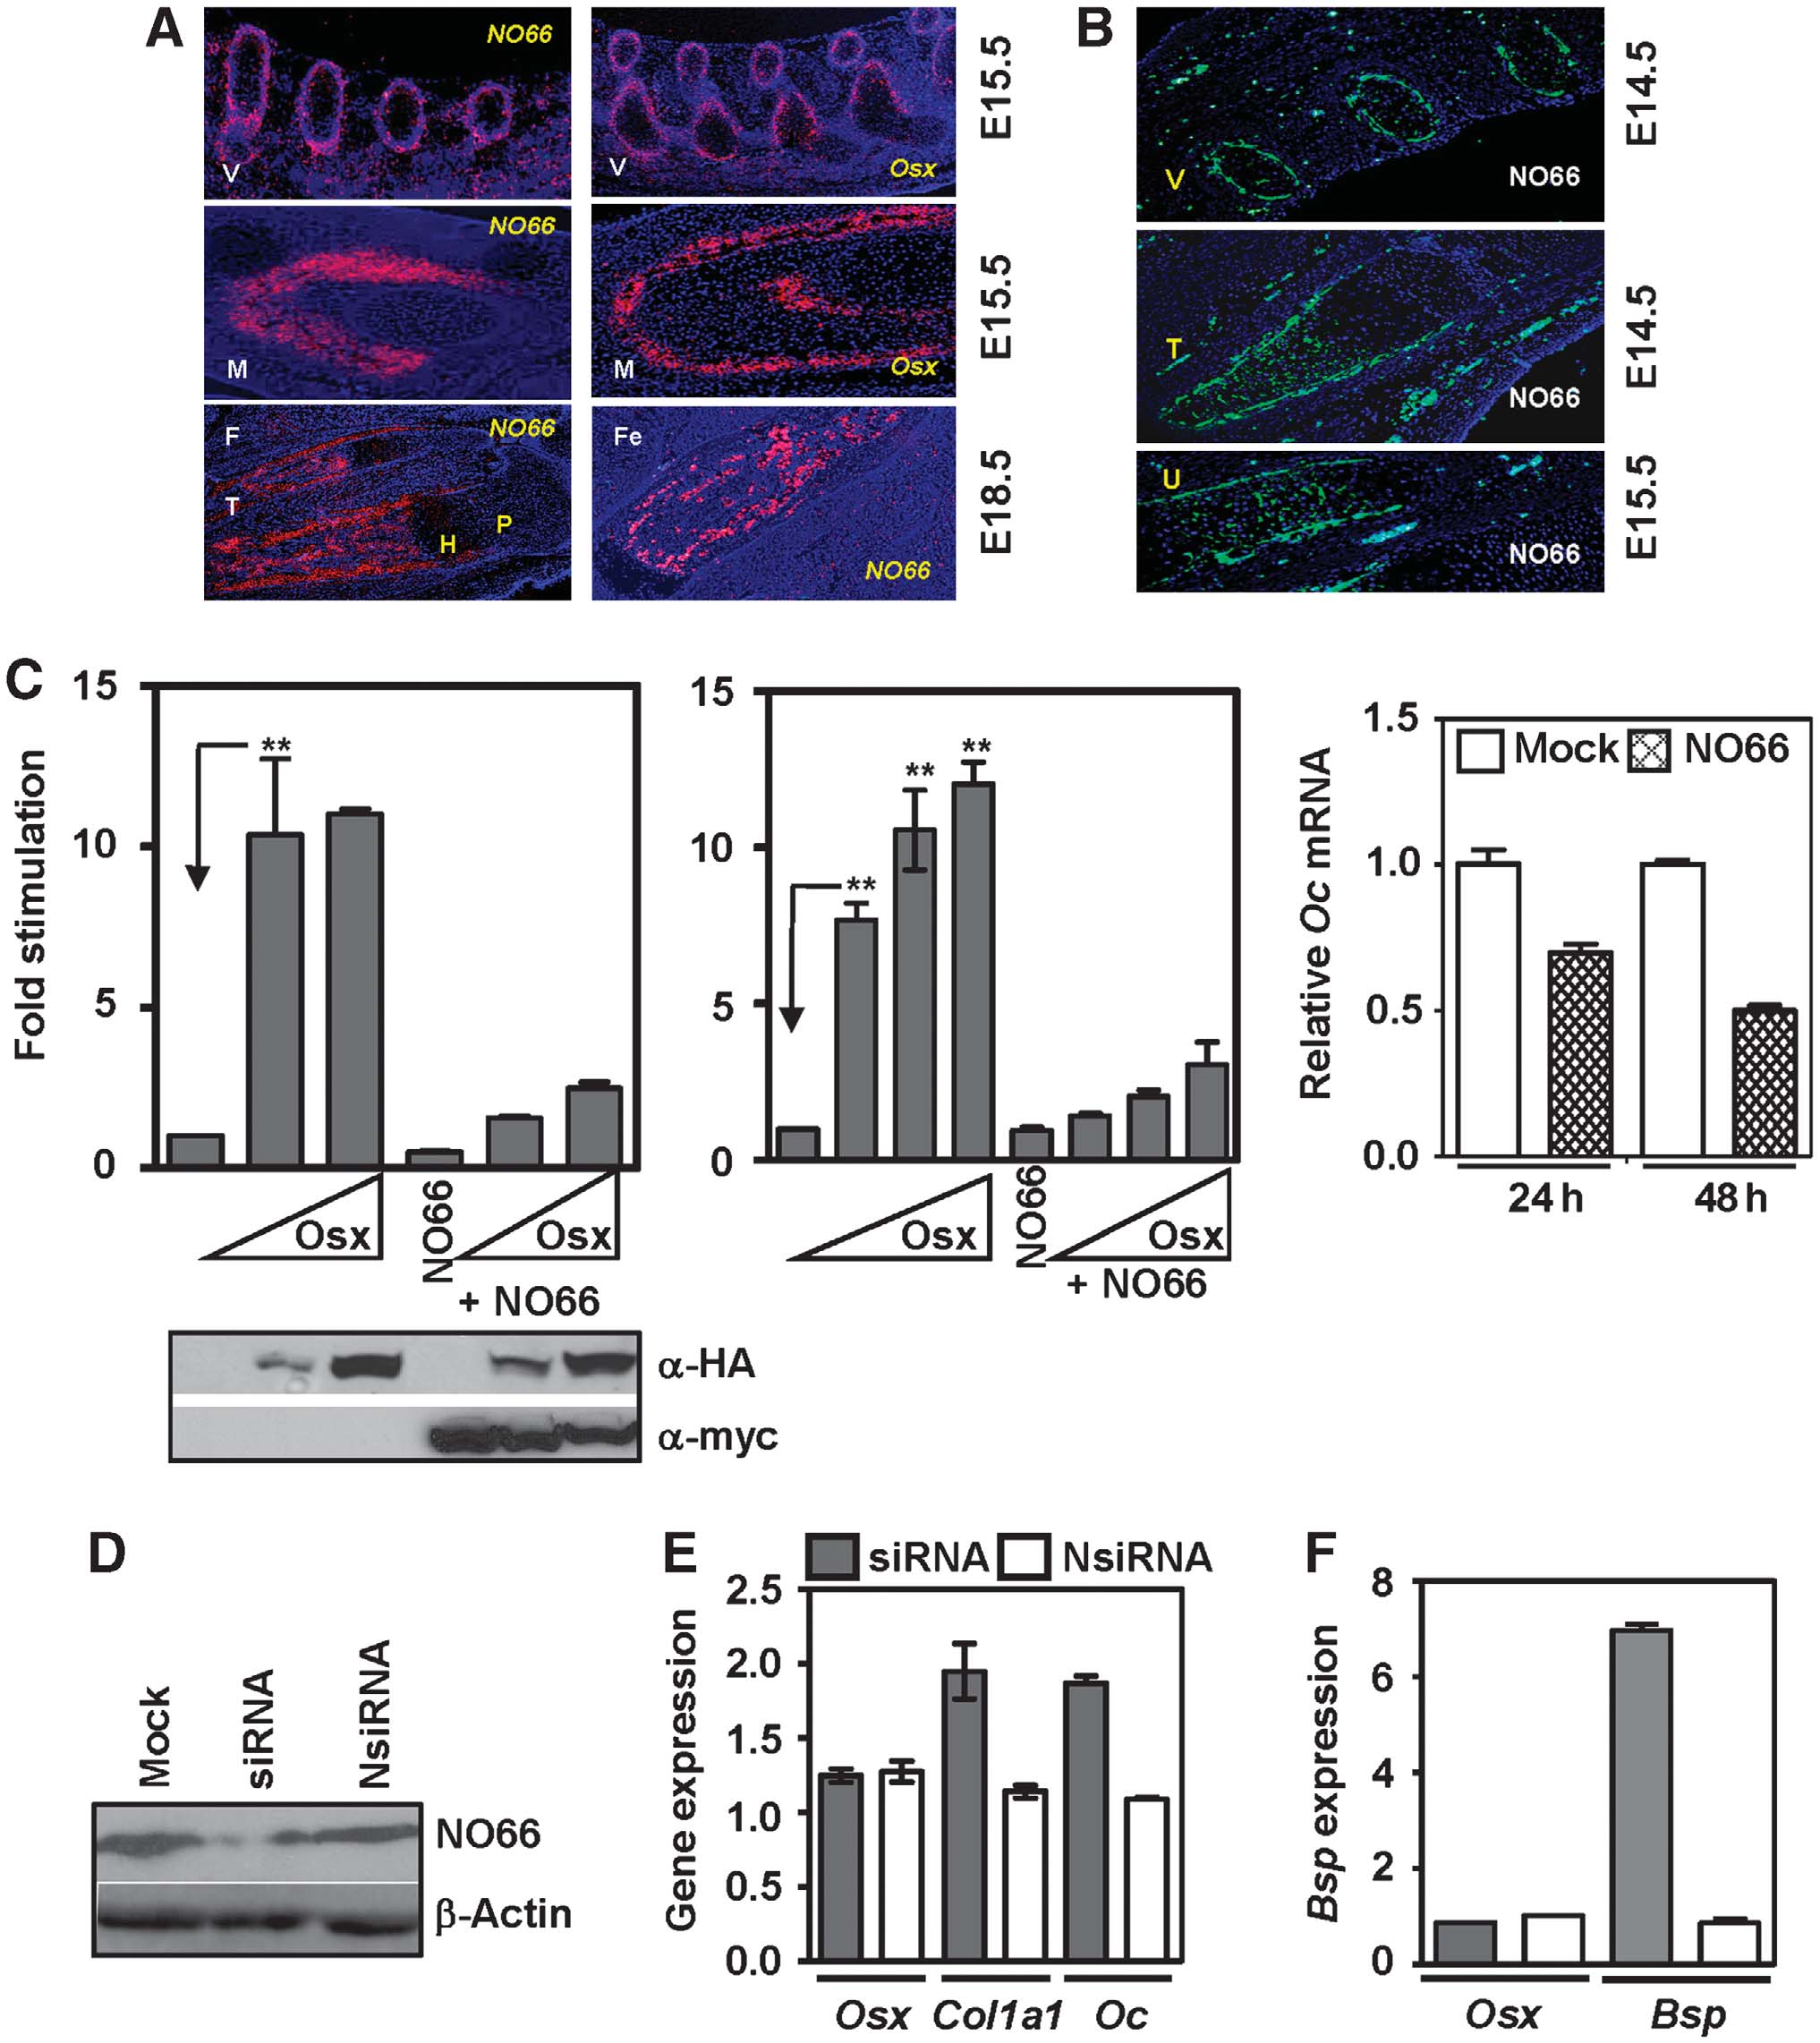 A
NO66
V
V
Osx
E15.5
NO66
M
M
Osx
E15.5
F
NO66
T
H
P
Fe
NO66
E18.5
B
V
NO66
E14.5
T
NO66
E14.5
U
NO66
E15.5
C
Fold stimulation
15
10
5
0
**
Osx
NO66
Osx
+ NO66
α-HA
α-myc
15
10
5
0
**
**
**
Osx
NO66
Osx
+ NO66
Relative Oc mRNA
1.5
1.0
0.5
0.0
Mock NO66
24 h 48 h
D
Mock
siRNA
NsiRNA
NO66
β-Actin
E
siRNA NsiRNA
Gene expression
2.5
2.0
1.5
1.0
0.5
0.0
Osx Col1a1 Oc
F
Bsp expression
8
6
4
2
0
Osx Bsp